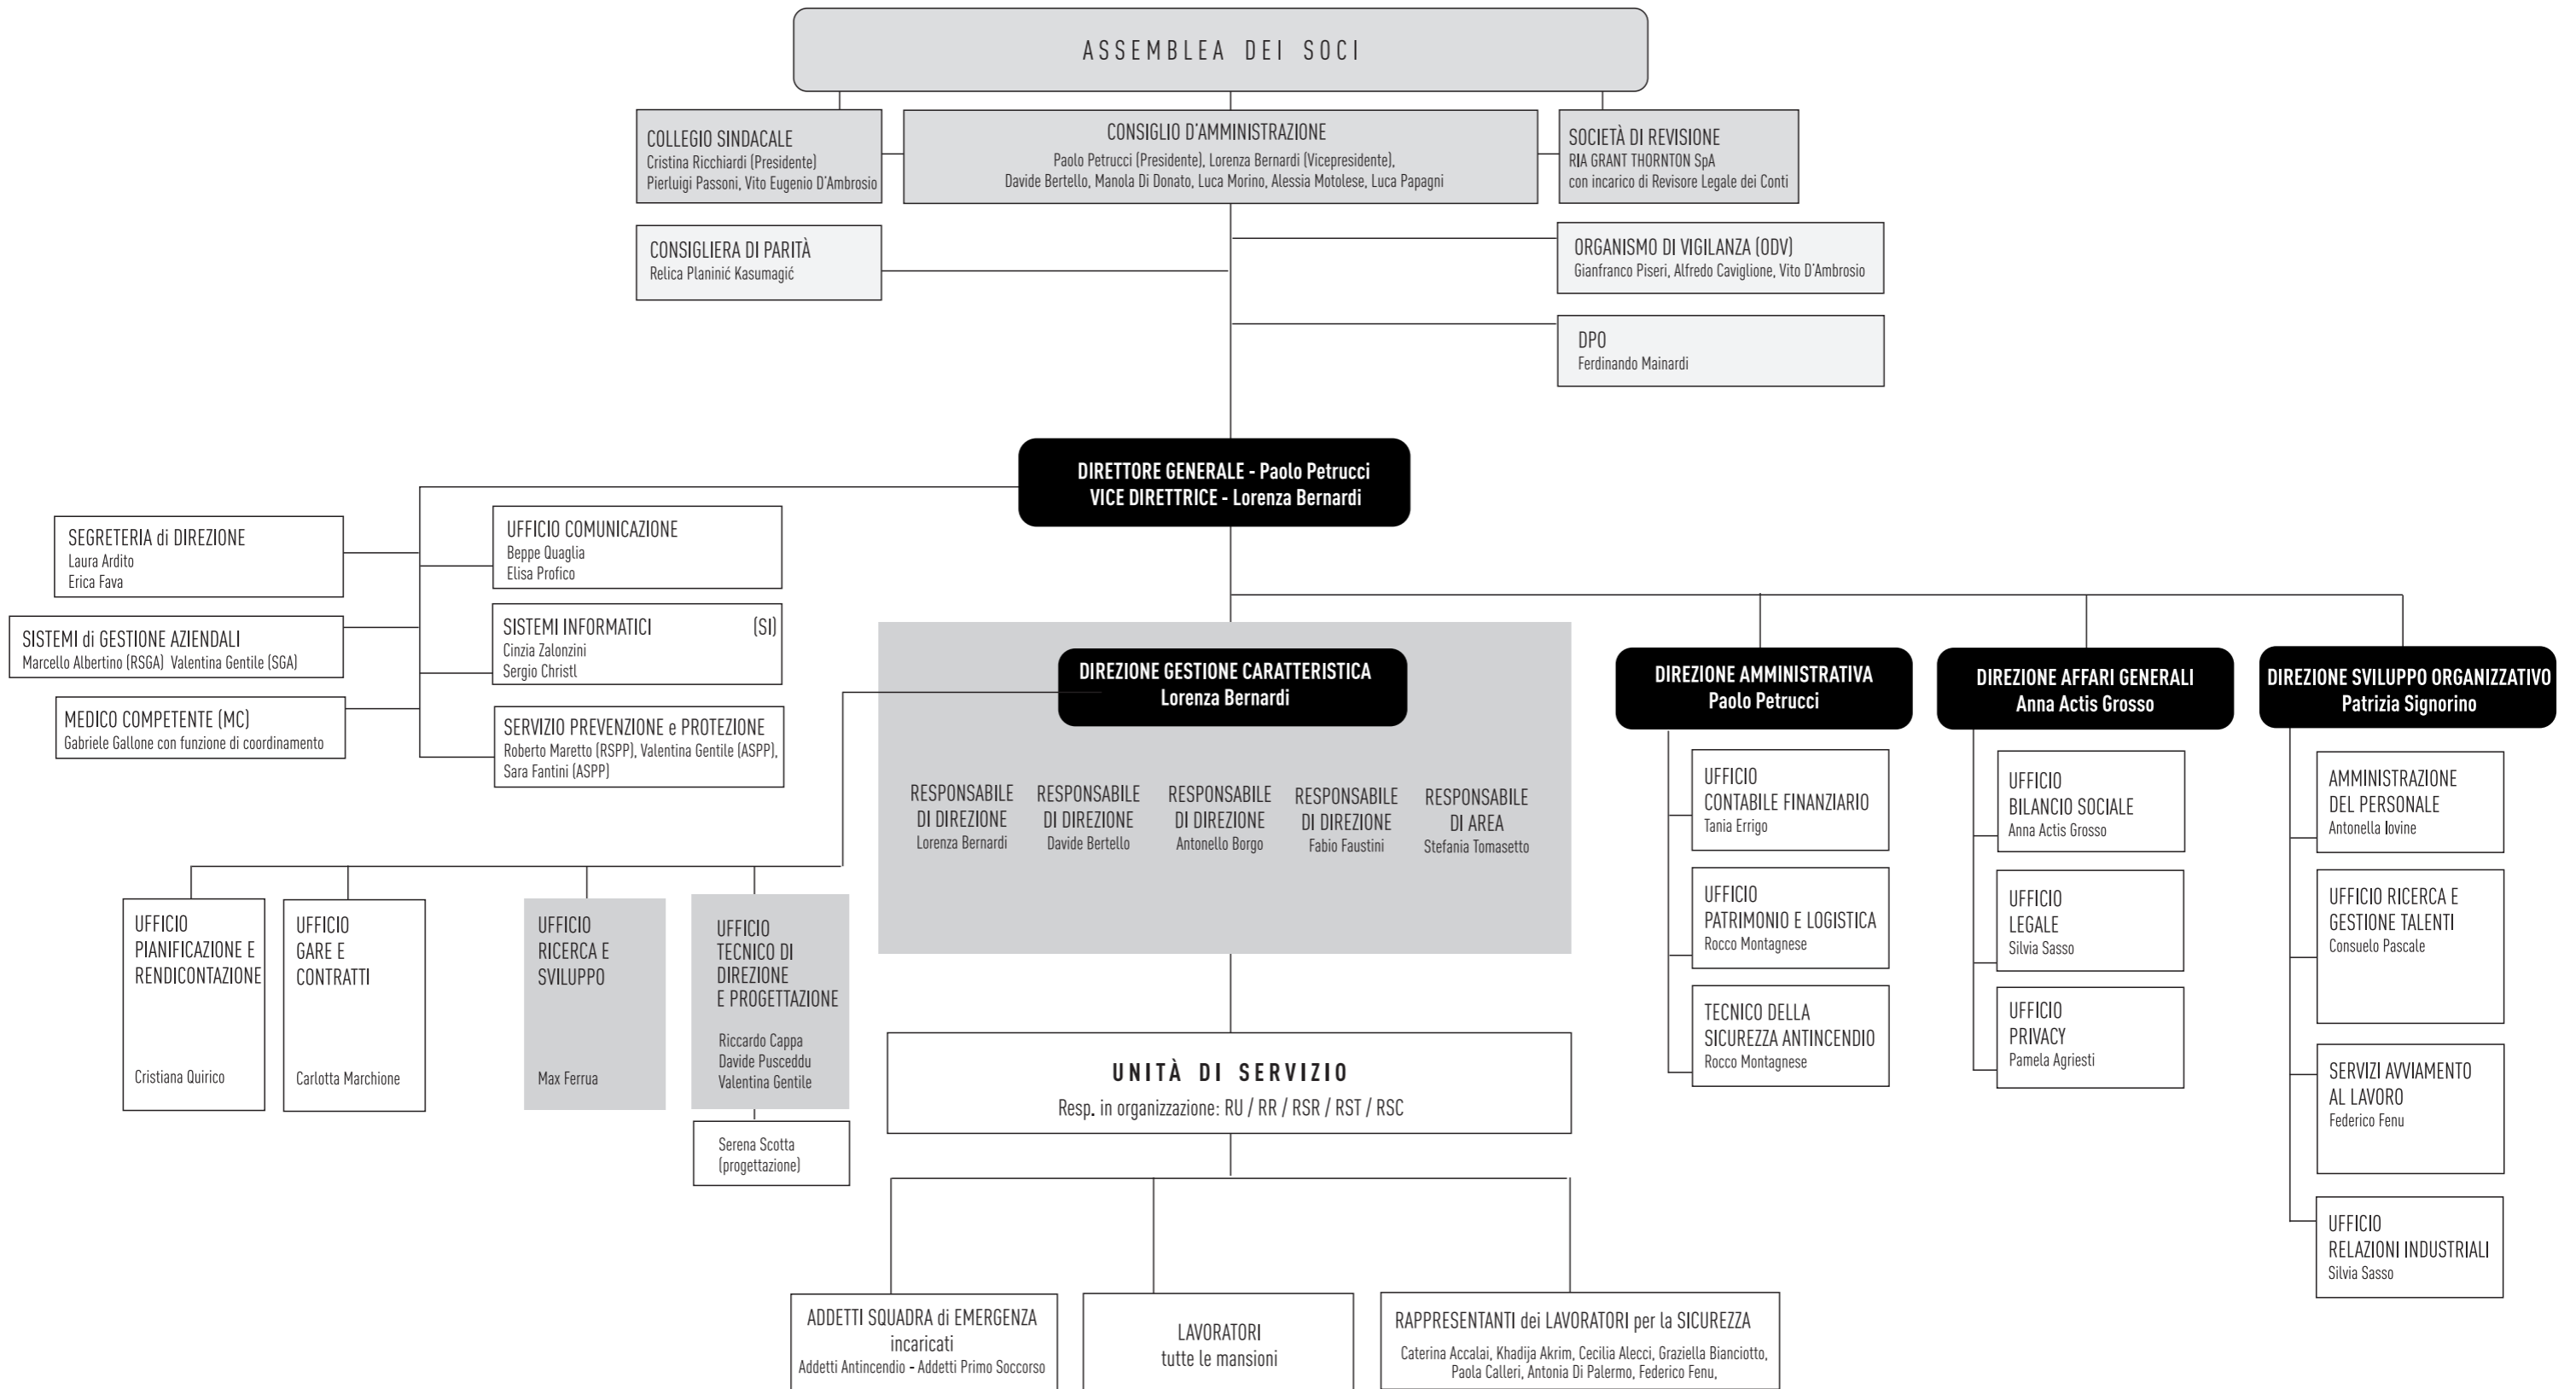 ASSEMBLEA DEI SOCI
COLLEGIO SINDACALE
Cristina Ricchiardi (Presidente)
Pierluigi Passoni, Vito Eugenio D'Ambrosio
CONSIGLIO D'AMMINISTRAZIONE
Paolo Petrucci (Presidente), Lorenza Bernardi (Vicepresidente),
Davide Bertello, Manola Di Donato, Luca Morino, Alessia Motolese, Luca Papagni
SOCIETÀ DI REVISIONE
RIA GRANT THORNTON SpA
con incarico di Revisore Legale dei Conti
CONSIGLIERA DI PARITÀ
Relica Planinić Kasumagić
ORGANISMO DI VIGILANZA (ODV)
Gianfranco Piseri, Alfredo Caviglione, Vito D'Ambrosio
DPO
Ferdinando Mainardi
DIRETTORE GENERALE - Paolo Petrucci
VICE DIRETTRICE - Lorenza Bernardi
SEGRETERIA di DIREZIONE
Laura Ardito
Erica Fava
UFFICIO COMUNICAZIONE
Beppe Quaglia
Elisa Profico
SISTEMI di GESTIONE AZIENDALI
Marcello Albertino (RSGA) Valentina Gentile (SGA)
SISTEMI INFORMATICI (SI)
Cinzia Zalonzini
Sergio Christl
MEDICO COMPETENTE (MC)
Gabriele Gallone con funzione di coordinamento
SERVIZIO PREVENZIONE e PROTEZIONE
Roberto Maretto (RSPP), Valentina Gentile (ASPP),
Sara Fantini (ASPP)
DIREZIONE GESTIONE CARATTERISTICA
Lorenza Bernardi
RESPONSABILE
DI DIREZIONE
Lorenza Bernardi
RESPONSABILE
DI DIREZIONE
Davide Bertello
RESPONSABILE
DI DIREZIONE
Antonello Borgo
RESPONSABILE
DI DIREZIONE
Fabio Faustini
RESPONSABILE
DI AREA
Stefania Tomasetto
DIREZIONE AMMINISTRATIVA
Paolo Petrucci
UFFICIO
CONTABILE FINANZIARIO
Tania Errigo
UFFICIO
PATRIMONIO E LOGISTICA
Rocco Montagnese
TECNICO DELLA
SICUREZZA ANTINCENDIO
Rocco Montagnese
DIREZIONE AFFARI GENERALI
Anna Actis Grosso
UFFICIO
BILANCIO SOCIALE
Anna Actis Grosso
UFFICIO
LEGALE
Silvia Sasso
UFFICIO
PRIVACY
Pamela Agriesti
DIREZIONE SVILUPPO ORGANIZZATIVO
Patrizia Signorino
AMMINISTRAZIONE
DEL PERSONALE
Antonella Iovine
UFFICIO RICERCA E
GESTIONE TALENTI
Consuelo Pascale
SERVIZI AVVIAMENTO
AL LAVORO
Federico Fenu
UFFICIO
RELAZIONI INDUSTRIALI
Silvia Sasso
UFFICIO
PIANIFICAZIONE E
RENDICONTAZIONE
Cristiana Quirico
UFFICIO
GARE E
CONTRATTI
Carlotta Marchione
UFFICIO
RICERCA E
SVILUPPO
Max Ferrua
UFFICIO
TECNICO DI
DIREZIONE
E PROGETTAZIONE
Riccardo Cappa
Davide Pusceddu
Valentina Gentile
Serena Scotta
(progettazione)
UNITÀ DI SERVIZIO
Resp. in organizzazione: RU / RR / RSR / RST / RSC
ADDETTI SQUADRA di EMERGENZA
incaricati
Addetti Antincendio - Addetti Primo Soccorso
LAVORATORI
tutte le mansioni
RAPPRESENTANTI dei LAVORATORI per la SICUREZZA
Caterina Accalai, Khadija Akrim, Cecilia Alecci, Graziella Bianciotto,
Paola Calleri, Antonia Di Palermo, Federico Fenu,